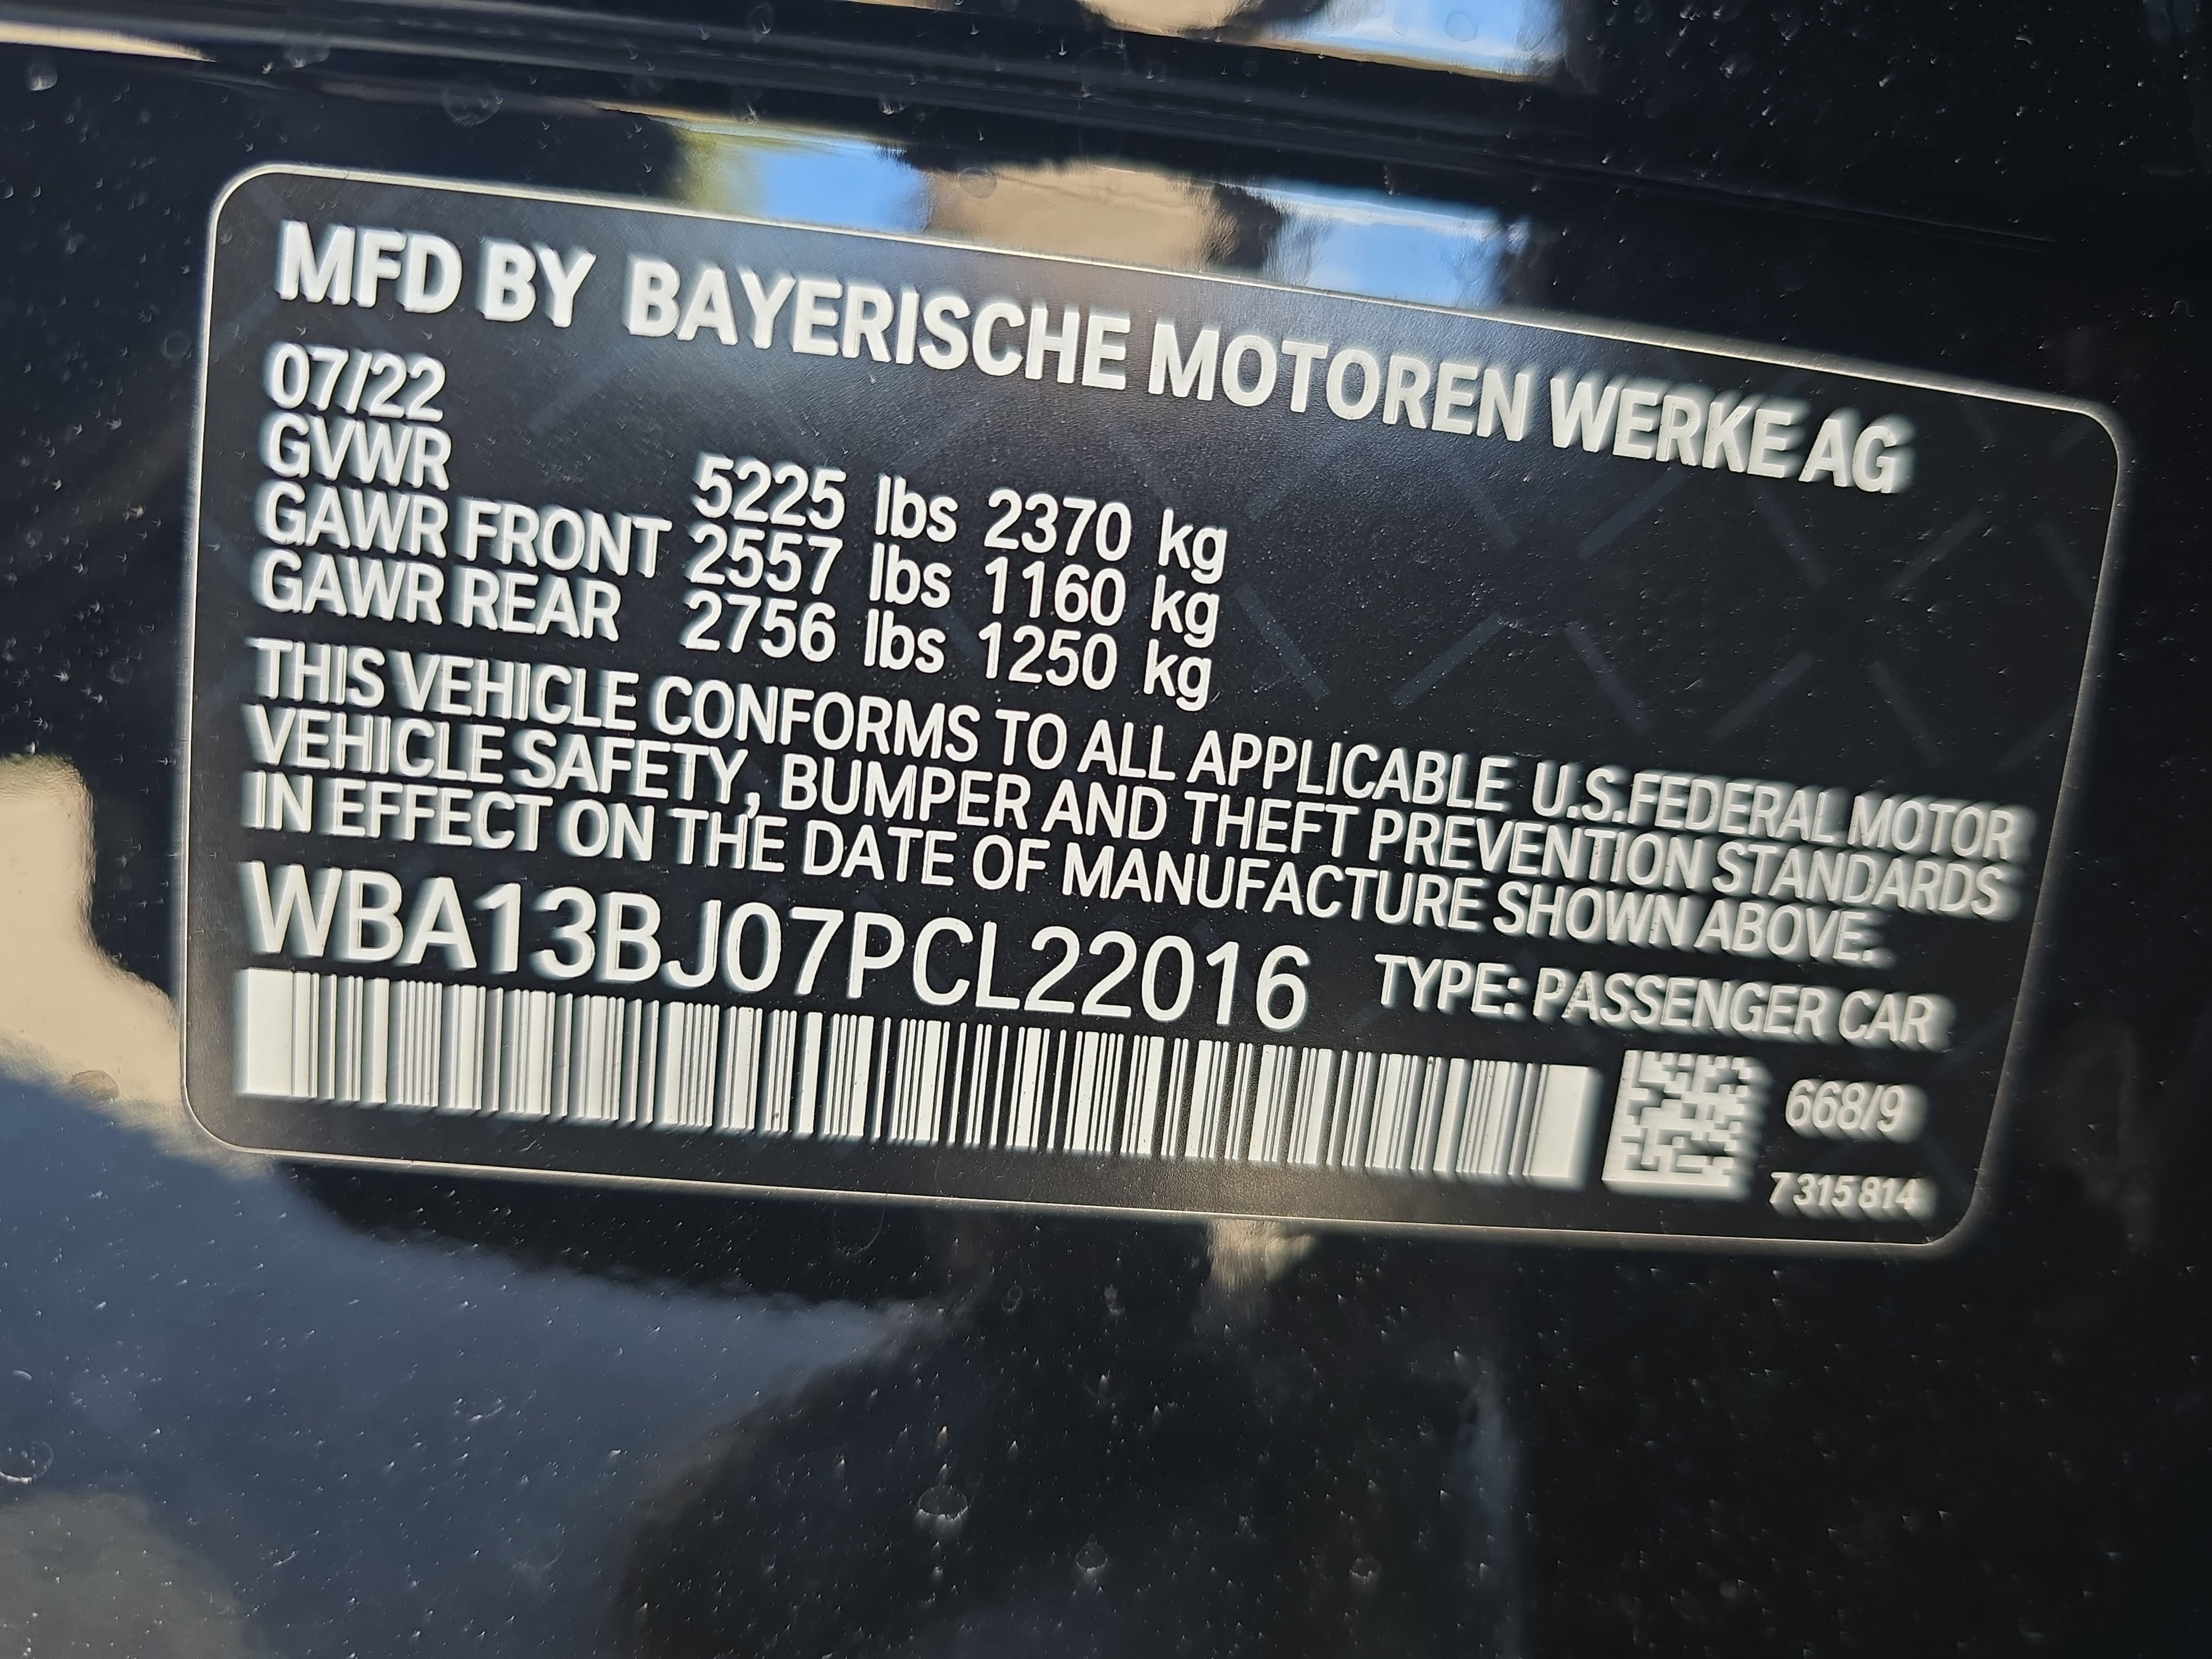 MFD BY BAYERISCHE MOTOREN WERKE AG
07/22
GVWR 5225 lbs 2370 kg
GAWR FRONT 2557 lbs 1160 kg
GAWR REAR 2756 lbs 1250 kg
THIS VEHICLE CONFORMS TO ALL APPLICABLE U.S.FEDERAL MOTOR
VEHICLE SAFETY, BUMPER AND THEFT PREVENTION STANDARDS
IN EFFECT ON THE DATE OF MANUFACTURE SHOWN ABOVE.
WBA13BJ07PCL22016 TYPE: PASSENGER CAR
668/9
7 315 814